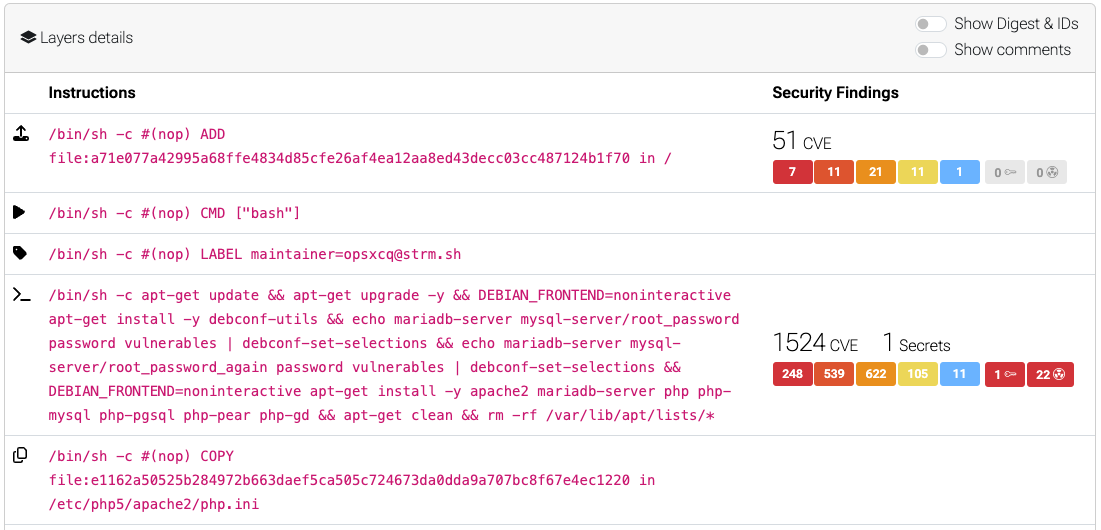 Layers details
Show Digest & IDs
Show comments
Instructions
Security Findings
/bin/sh -c #(nop) ADD
file:a71e077a42995a68ffe4834d85cfe26af4ea12aa8ed43decc03cc487124b1f70 in /
51 CVE
7 11 21 11 1 0 0
/bin/sh -c #(nop) CMD ["bash"]
/bin/sh -c #(nop) LABEL maintainer=opsxcq@strm.sh
/bin/sh -c apt-get update && apt-get upgrade -y && DEBIAN_FRONTEND=noninteractive
apt-get install -y debconf-utils && echo mariadb-server mysql-server/root_password
password vulnerables | debconf-set-selections && echo mariadb-server mysql-
server/root_password_again password vulnerables | debconf-set-selections &&
DEBIAN_FRONTEND=noninteractive apt-get install -y apache2 mariadb-server php php-
mysql php-pgsql php-pear php-gd && apt-get clean && rm -rf /var/lib/apt/lists/*
1524 CVE 1 Secrets
248 539 622 105 11 1 22
/bin/sh -c #(nop) COPY
file:e1162a50525b284972b663daef5ca505c724673da0dda9a707bc8f67e4ec1220 in
/etc/php5/apache2/php.ini